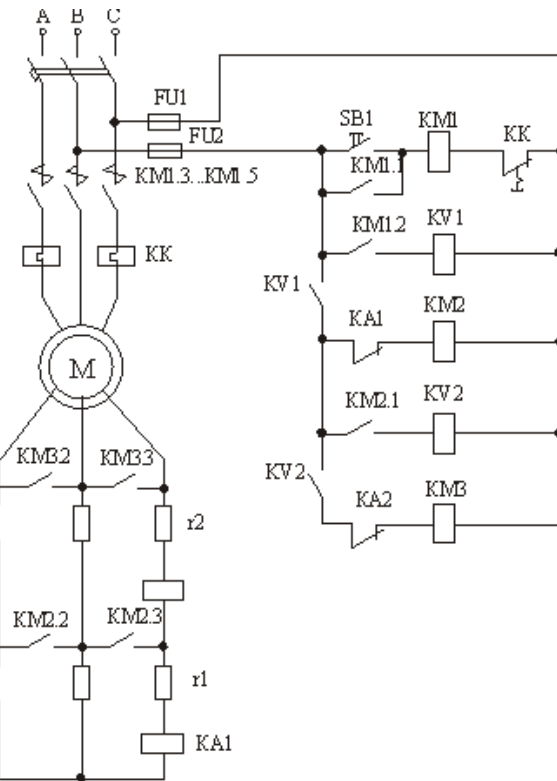 A B C
FU1
FU2
SB1
KM1
KK
KM1.1
KM1.3...KM1.5
KM1.2
KV1
KK
KV1
KA1
KM2
M
KM2.1
KV2
KM3.2
KM3.3
KV2
KA2
KM3
r2
KM2.2
KM2.3
r1
KA1